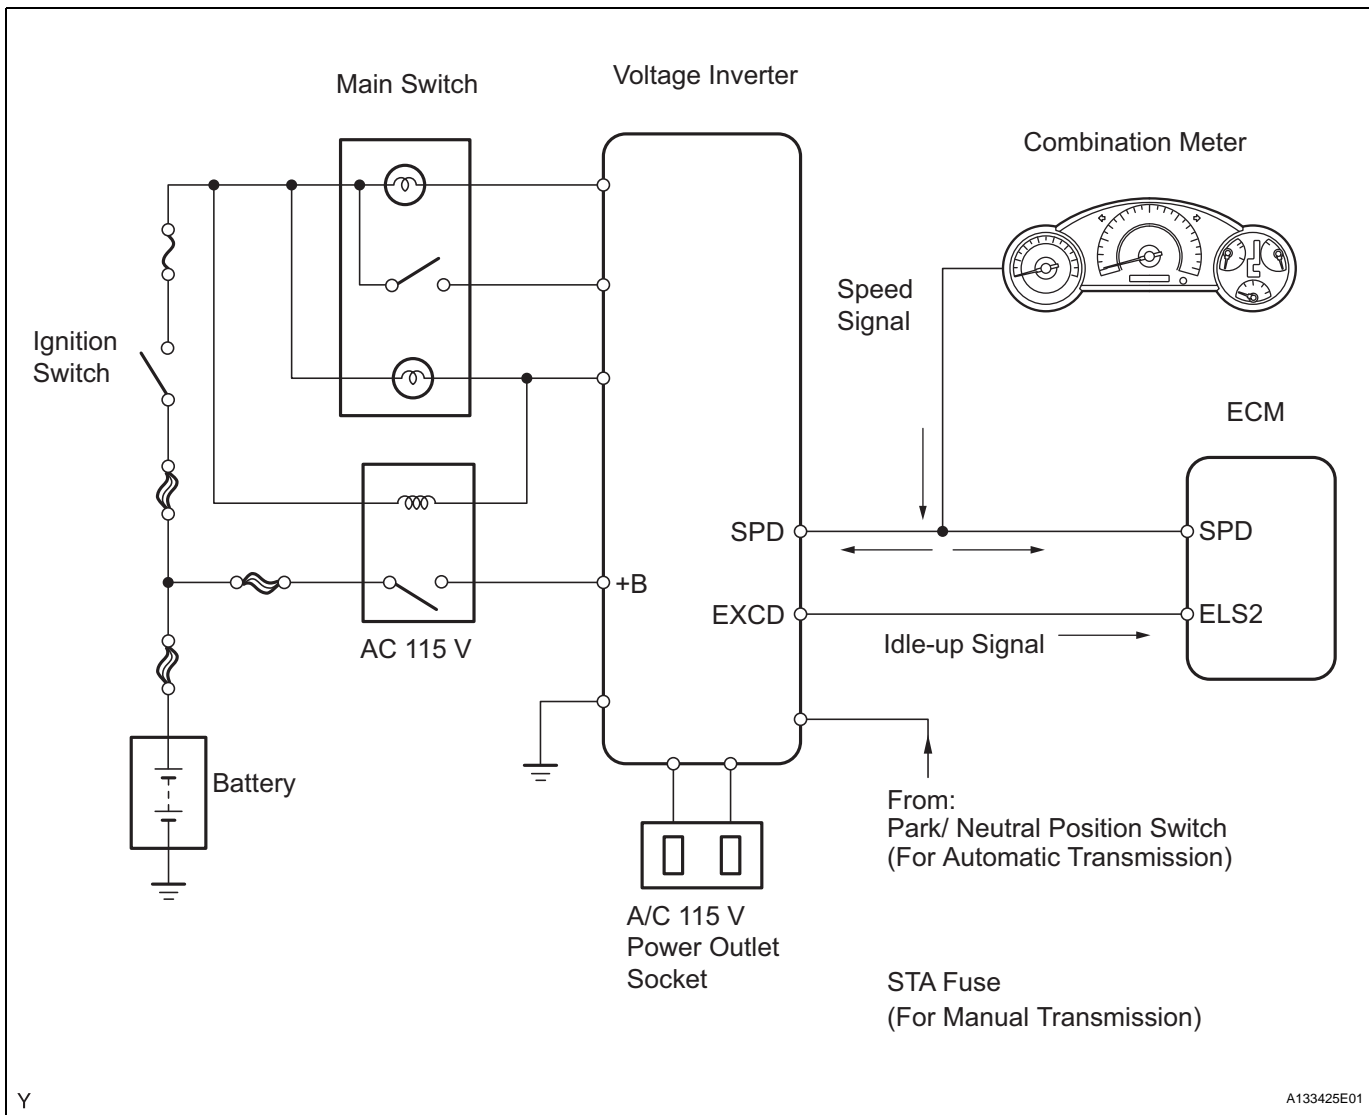 Main Switch
Voltage Inverter
Combination Meter
Ignition
Switch
Speed
Signal
ECM
SPD
SPD
+B
EXCD
ELS2
Idle-up Signal
AC 115 V
Battery
From:
Park/ Neutral Position Switch
(For Automatic Transmission)
A/C 115 V
Power Outlet
Socket
STA Fuse
(For Manual Transmission)
Y
A133425E01